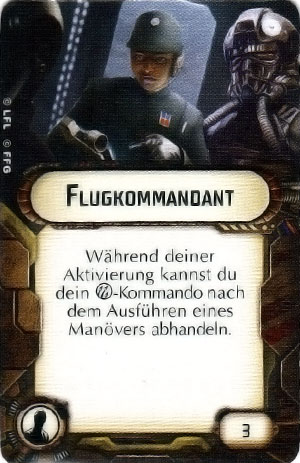 © LFL © FFG
FLUGKOMMANDANT
Während deiner
Aktivierung kannst du
dein -Kommando nach
dem Ausführen eines
Manövers abhandeln.
3